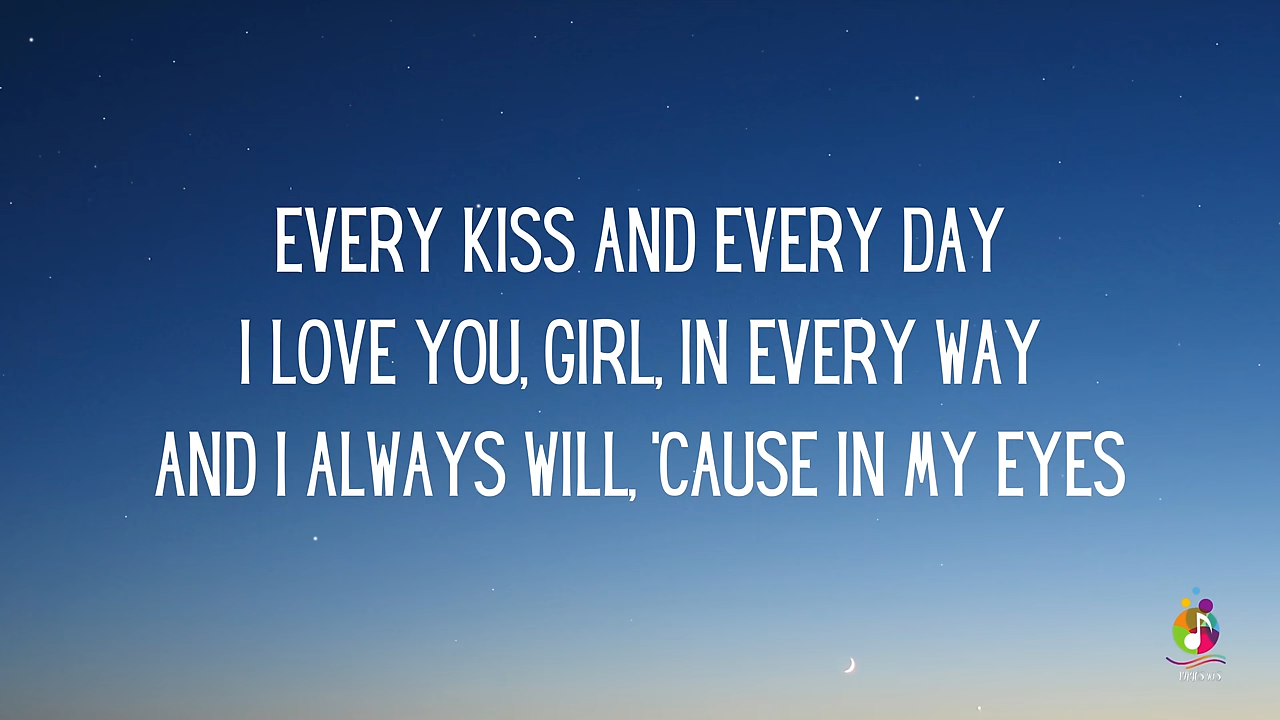 EVERY KISS AND EVERY DAY
I LOVE YOU, GIRL, IN EVERY WAY
AND I ALWAYS WILL, 'CAUSE IN MY EYES